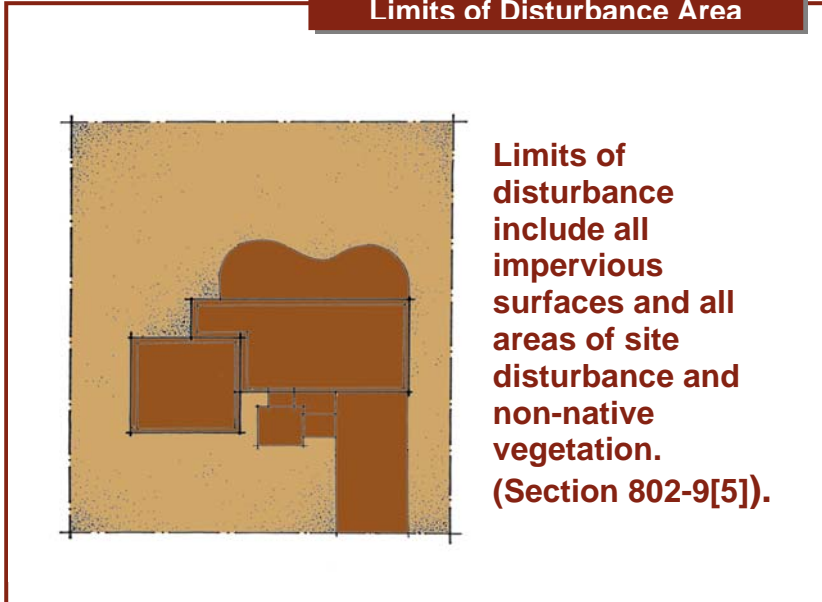 Limits of Disturbance Area
Limits of
disturbance
include all
impervious
surfaces and all
areas of site
disturbance and
non-native
vegetation.
(Section 802-9[5]).